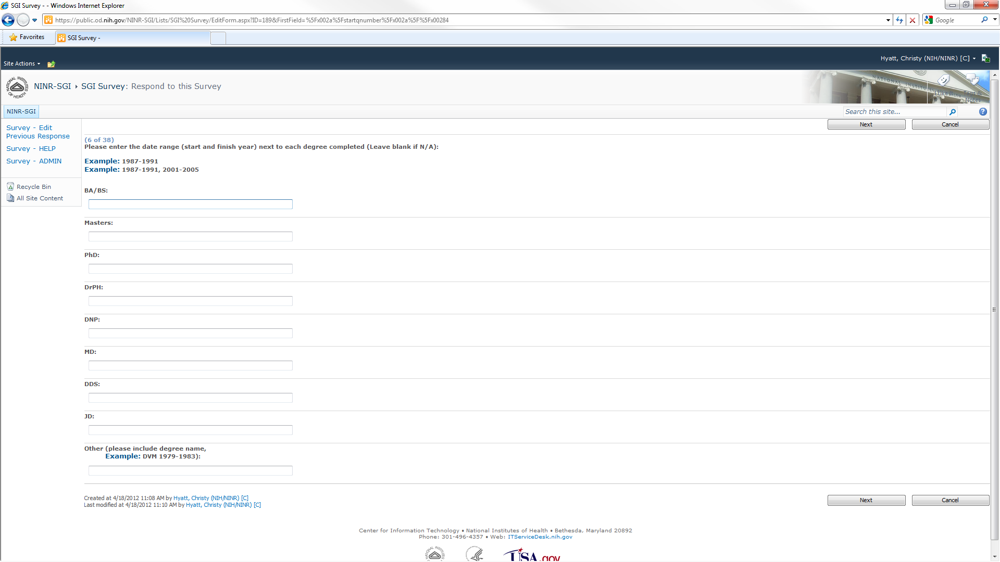 SGI Survey - - Windows Internet Explorer
https://public.od.nih.gov/NINR-SGI/Lists/SGI%20Survey/EditForm.aspx?ID=189&FirstField=%5Fx002a%5Fstartqnumber%5Fx002a%5F%5Fx00284
Google
Favorites
SGI Survey -
Hyatt, Christy (NIH/NINR) [C]
Site Actions
NATIONAL INSTITUTES OF HEALTH
NINR-SGI ▸ SGI Survey: Respond to this Survey
I Like It
Tags & Notes
NINR-SGI
Search this site...
Next Cancel
Survey - Edit
Previous Response
Survey - HELP
Survey - ADMIN
Recycle Bin
All Site Content
(6 of 38)
Please enter the date range (start and finish year) next to each degree completed (Leave blank if N/A):
Example: 1987-1991
Example: 1987-1991, 2001-2005
BA/BS:
Masters:
PhD:
DrPH:
DNP:
MD:
DDS:
JD:
Other (please include degree name,
Example: DVM 1979-1983):
Created at 4/18/2012 11:08 AM by Hyatt, Christy (NIH/NINR) [C]
Last modified at 4/18/2012 11:10 AM by Hyatt, Christy (NIH/NINR) [C]
Next Cancel
Center for Information Technology • National Institutes of Health • Bethesda, Maryland 20892
Phone: 301-496-4357 • Web: ITServiceDesk.nih.gov
USA.gov